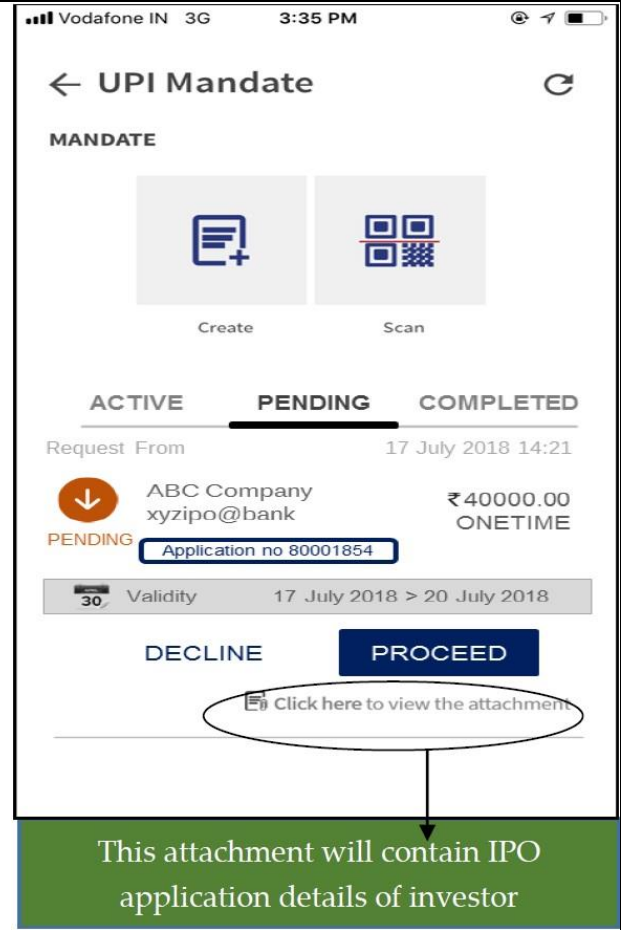 Vodafone IN 3G 3:35 PM
← UPI Mandate
MANDATE
Create Scan
ACTIVE PENDING COMPLETED
Request From 17 July 2018 14:21
ABC Company ₹40000.00
xyzipo@bank ONETIME
PENDING
Application no 80001854
30 Validity 17 July 2018 > 20 July 2018
DECLINE PROCEED
Click here to view the attachment
This attachment will contain IPO
application details of investor